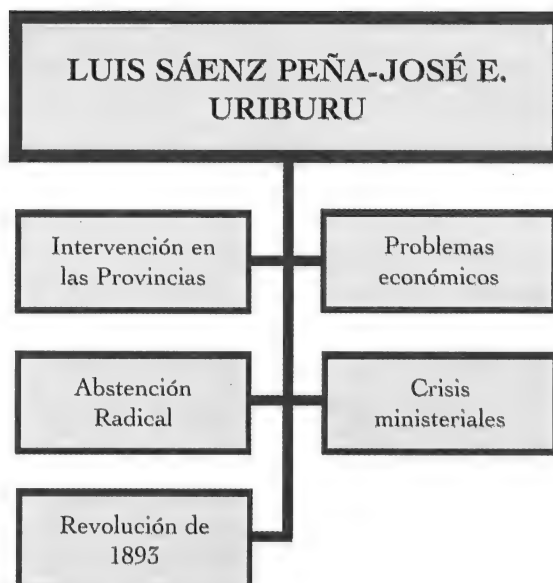 LUIS SÁENZ PEÑA-JOSÉ E.
URIBURU
Intervención en
las Provincias
Problemas
económicos
Abstención
Radical
Crisis
ministeriales
Revolución de
1893